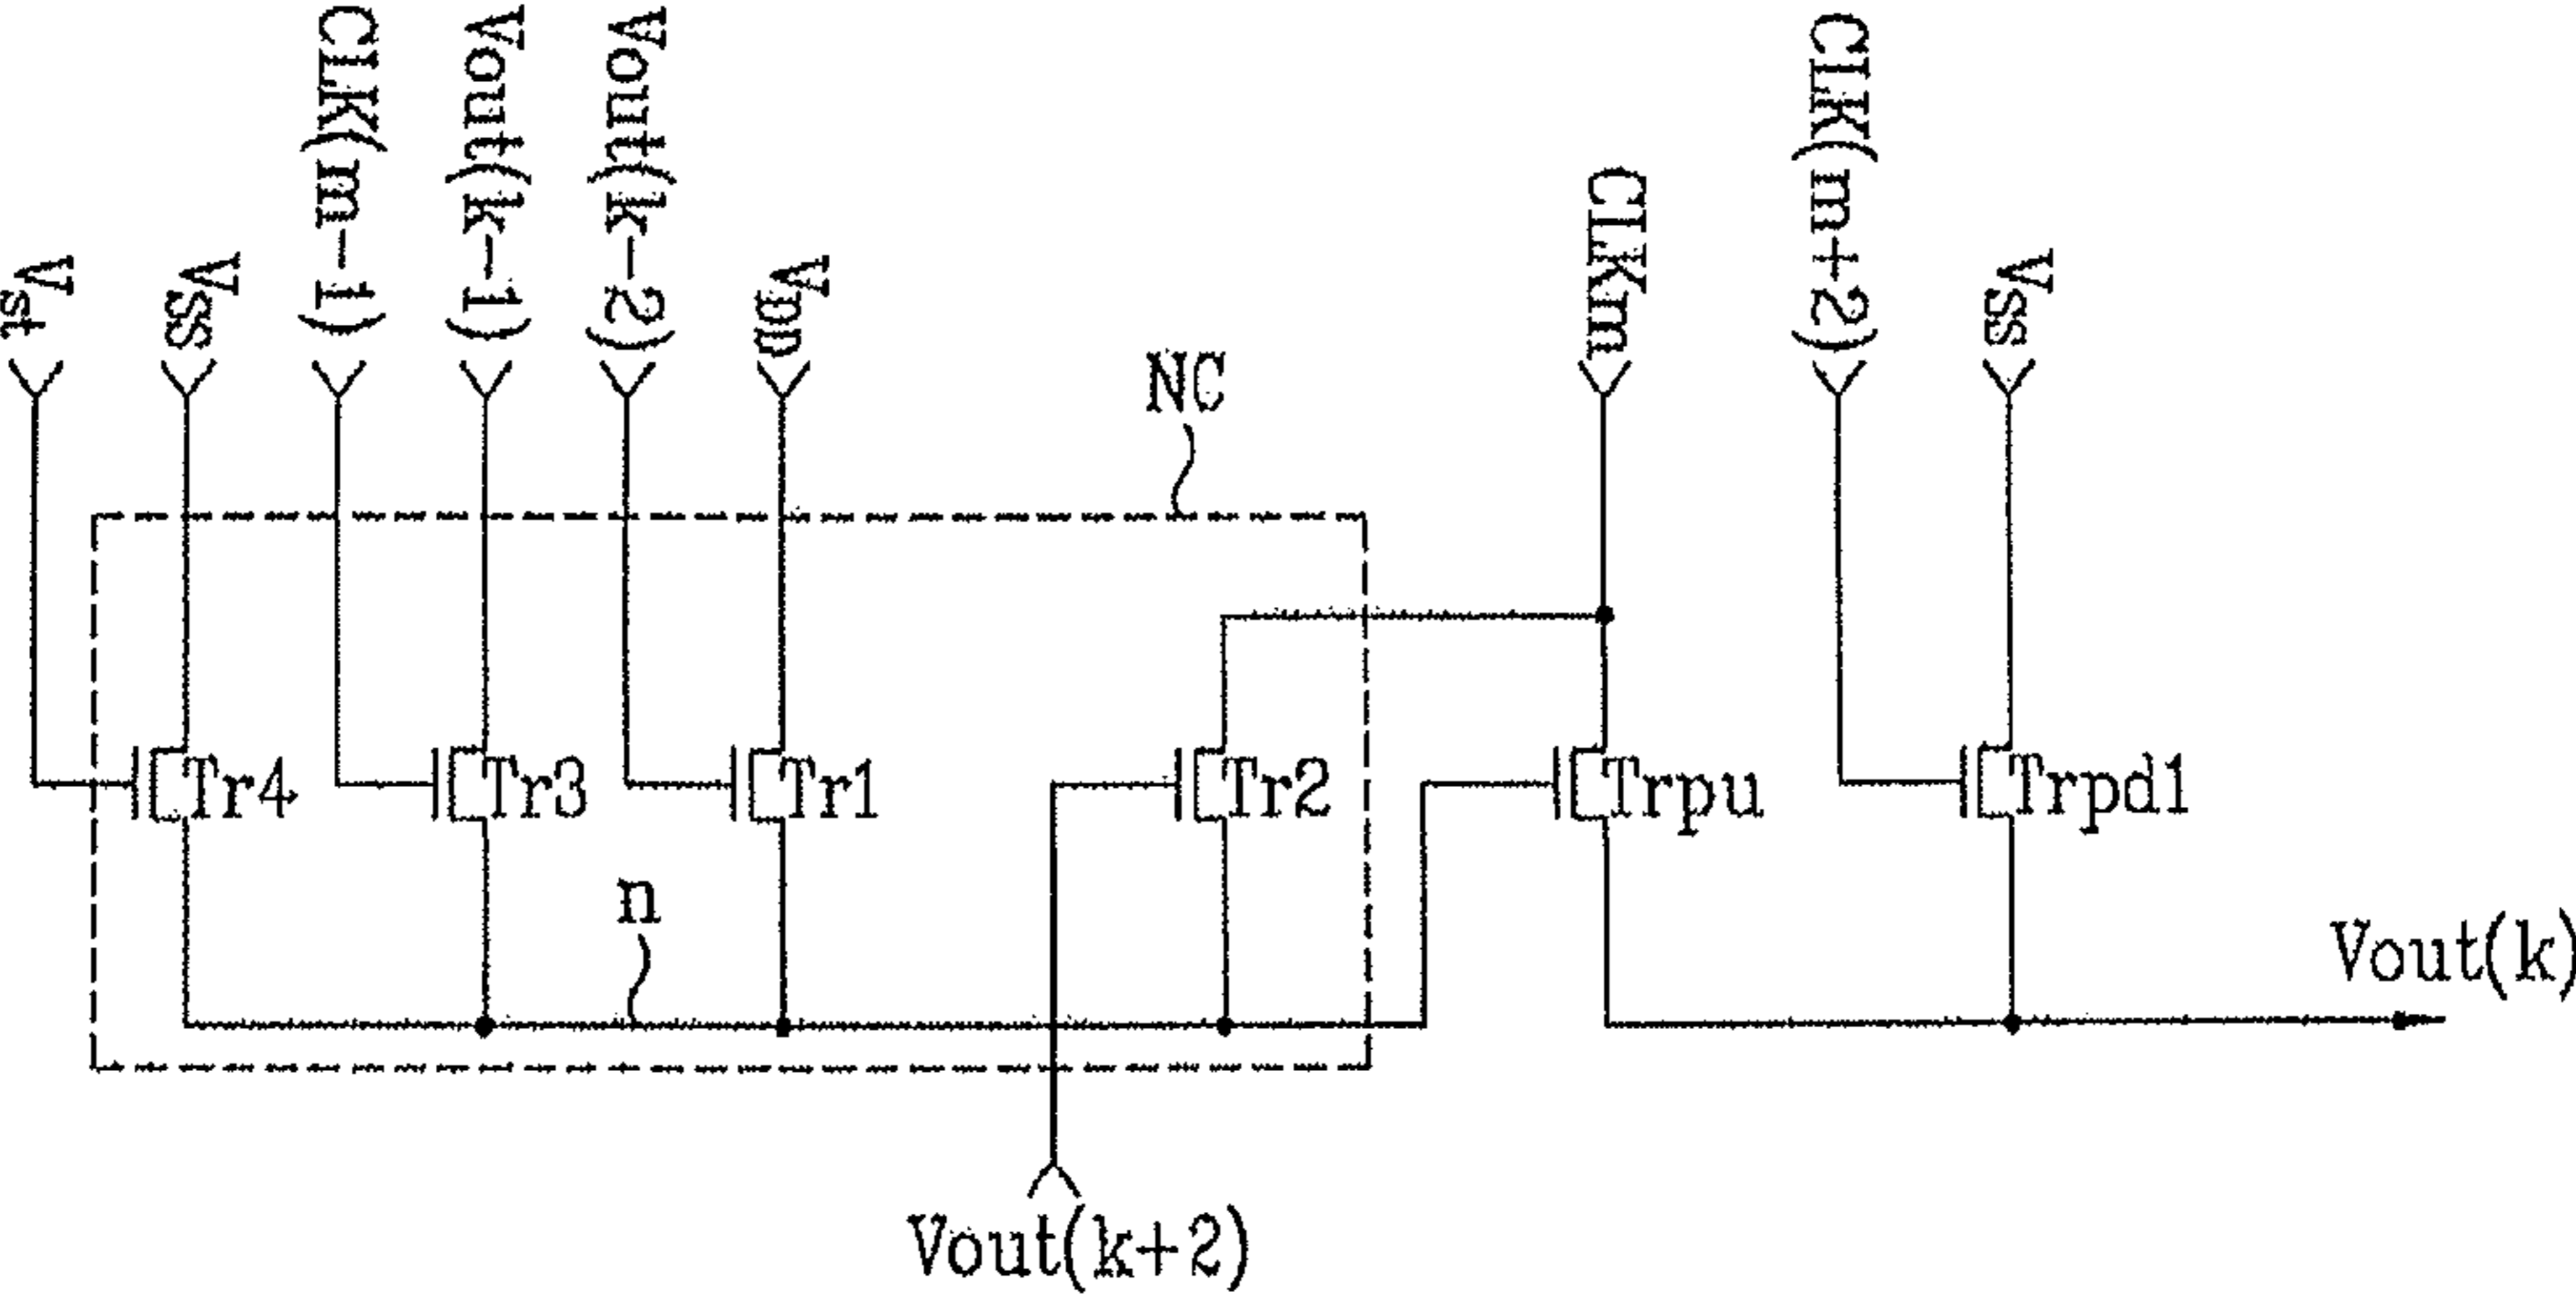 Vst
VSS
CLK(m-1)
Vout(k-1)
Vout(k-2)
VDD
CLKm
CLK(m+2)
VSS
NC
Tr4
Tr3
Tr1
Tr2
Trpu
Trpd1
n
Vout(k)
Vout(k+2)